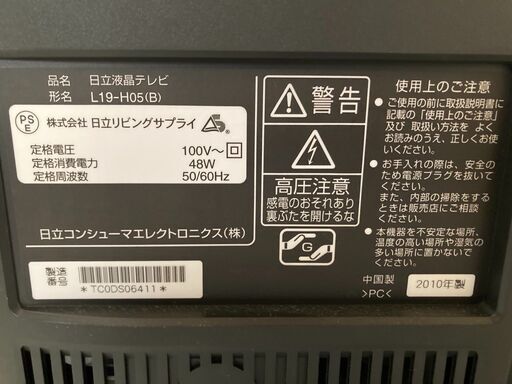 品名 日立液晶テレビ
形名 L19-H05(B)
PS
E
株式会社 日立リビングサプライ
定格電圧 100V～
定格消費電力 48W
定格周波数 50/60Hz
日立コンシューマエレクトロニクス(株)
製造
番号
*TC0DS06411*
警告
高圧注意
感電のおそれあり
裏ぶたを開けるな
G
使用上のご注意
● ご使用の前に取扱説明書に
記載の「使用上のご注意」
及び 取扱い方法を よく
お読みのうえ、正しくお使
いください。
● お手入れの際は、安全の
ため電源プラグを抜いて
ください。
また、内部の掃除をする
ときは販売店にご相談
ください。
● 本機器を不安定な場所、
温度の高い場所や湿気の
多い場所に置かないで
ください。
中国製
>PC<
2010年製